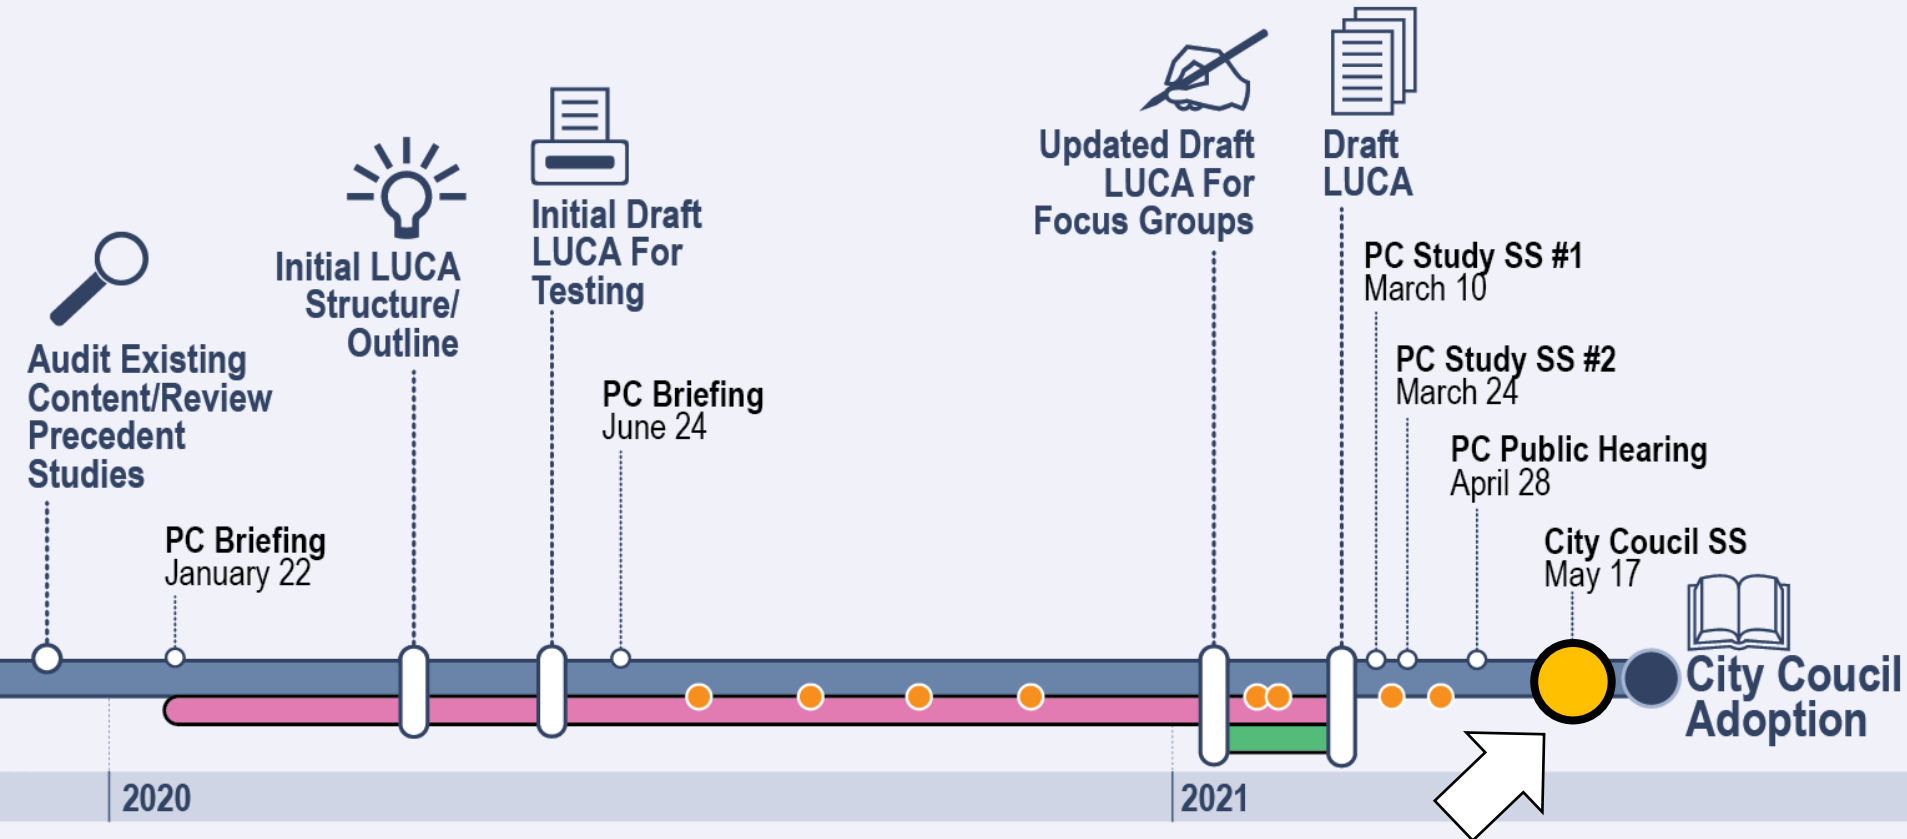 Audit Existing
Content/Review
Precedent
Studies
PC Briefing
January 22
Initial LUCA
Structure/
Outline
Initial Draft
LUCA For
Testing
PC Briefing
June 24
Updated Draft
LUCA For
Focus Groups
Draft
LUCA
PC Study SS #1
March 10
PC Study SS #2
March 24
PC Public Hearing
April 28
City Coucil SS
May 17
City Coucil
Adoption
2020
2021